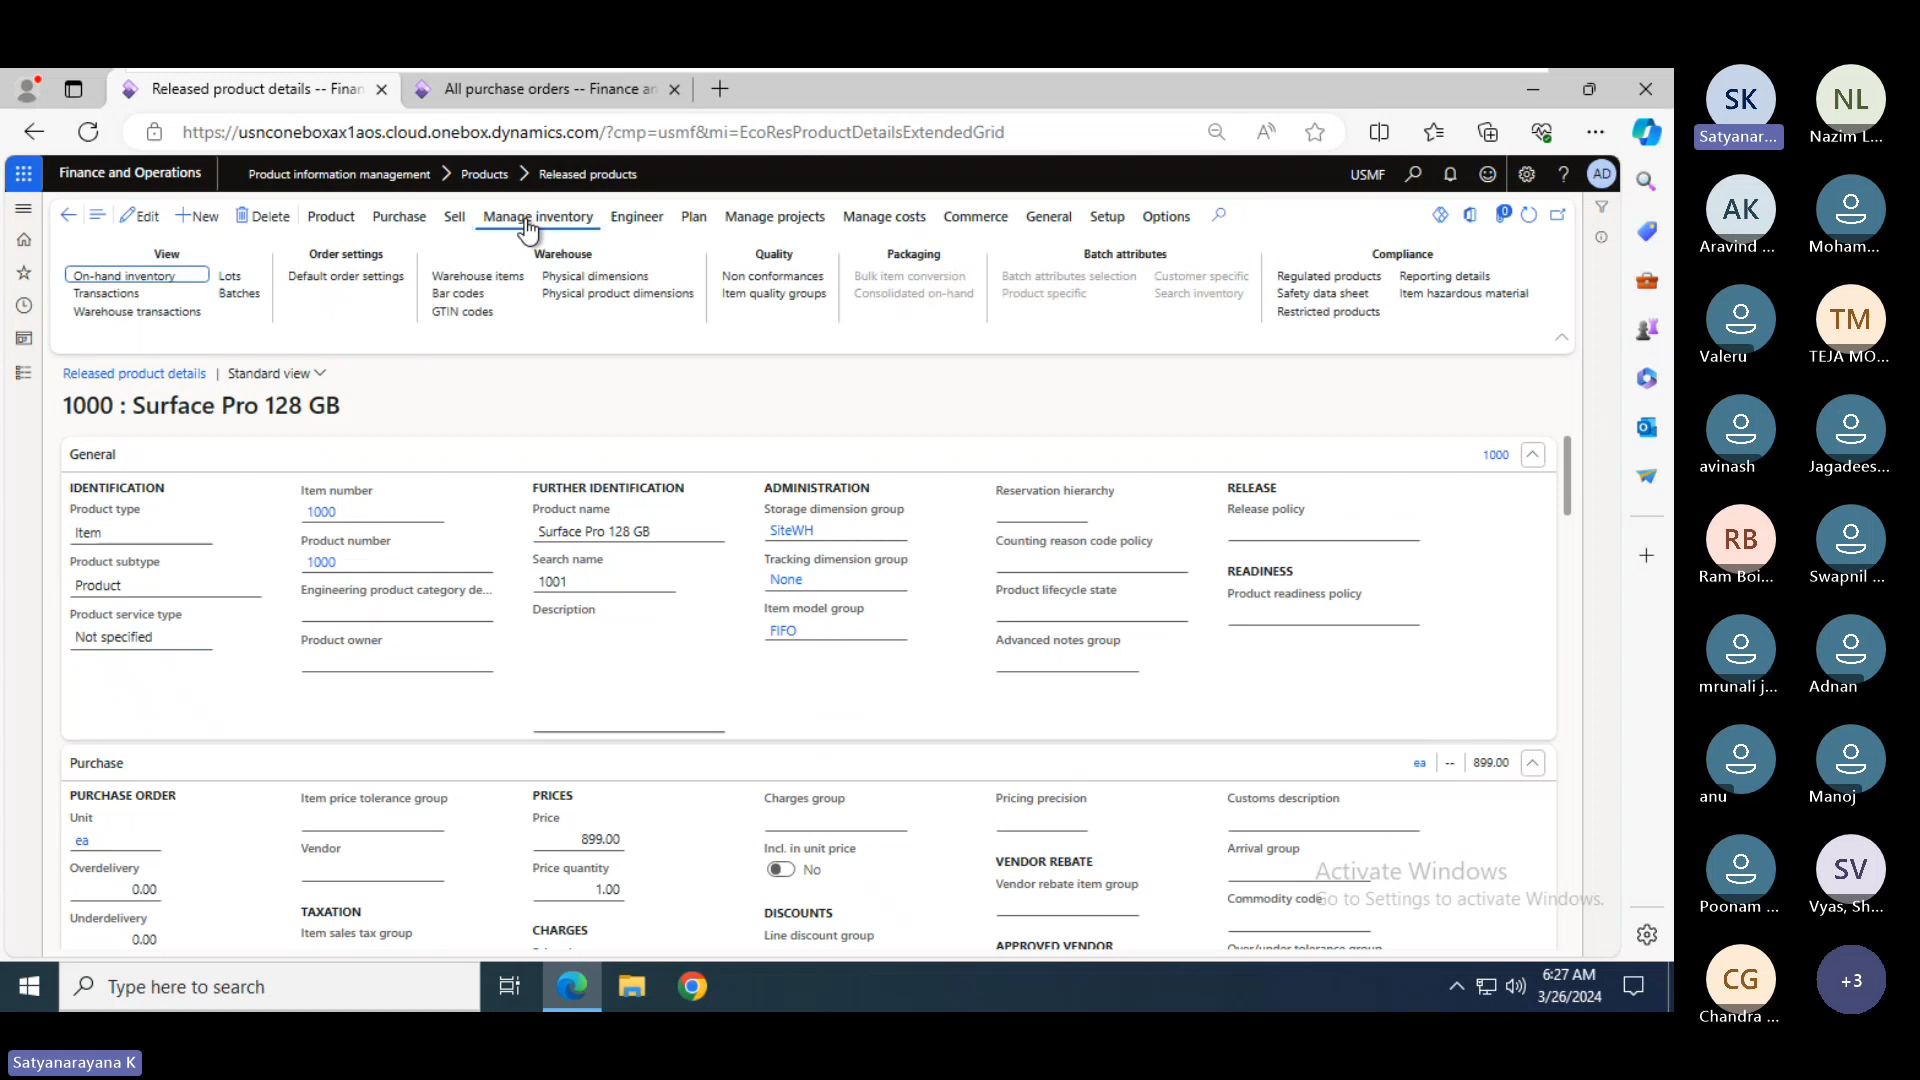 Released product details -- Finan
All purchase orders -- Finance an
https://usnconeboxax1aos.cloud.onebox.dynamics.com/?cmp=usmf&mi=EcoResProductDetailsExtendedGrid
Finance and Operations
Product information management > Products > Released products
USMF
AD
Edit New Delete Product Purchase Sell Manage inventory Engineer Plan Manage projects Manage costs Commerce General Setup Options
0
View
On-hand inventory
Transactions
Warehouse transactions
Lots
Batches
Order settings
Default order settings
Warehouse
Warehouse items
Bar codes
GTIN codes
Physical dimensions
Physical product dimensions
Quality
Non conformances
Item quality groups
Packaging
Bulk item conversion
Consolidated on-hand
Batch attributes
Batch attributes selection
Product specific
Customer specific
Search inventory
Compliance
Regulated products
Safety data sheet
Restricted products
Reporting details
Item hazardous material
Released product details | Standard view
1000 : Surface Pro 128 GB
General
1000
IDENTIFICATION
Product type
Item
Product subtype
Product
Product service type
Not specified
Item number
1000
Product number
1000
Engineering product category de...
Product owner
FURTHER IDENTIFICATION
Product name
Surface Pro 128 GB
Search name
1001
Description
ADMINISTRATION
Storage dimension group
SiteWH
Tracking dimension group
None
Item model group
FIFO
Reservation hierarchy
Counting reason code policy
Product lifecycle state
Advanced notes group
RELEASE
Release policy
READINESS
Product readiness policy
Purchase
ea | -- | 899.00
PURCHASE ORDER
Unit
ea
Overdelivery
0.00
Underdelivery
0.00
Item price tolerance group
Vendor
TAXATION
Item sales tax group
PRICES
Price
899.00
Price quantity
1.00
CHARGES
Charges group
Incl. in unit price
No
DISCOUNTS
Line discount group
Pricing precision
VENDOR REBATE
Vendor rebate item group
APPROVED VENDOR
Customs description
Arrival group
Commodity code
Over/under tolerance group
Activate Windows
Go to Settings to activate Windows.
Type here to search
6:27 AM
3/26/2024
SK
Satyanar...
NL
Nazim L...
AK
Aravind ...
Moham...
Valeru
TM
TEJA MO...
avinash
Jagadees...
RB
Ram Boi...
Swapnil ...
mrunali j...
Adnan
anu
Manoj
Poonam ...
SV
Vyas, Sh...
CG
Chandra ...
+3
Satyanarayana K